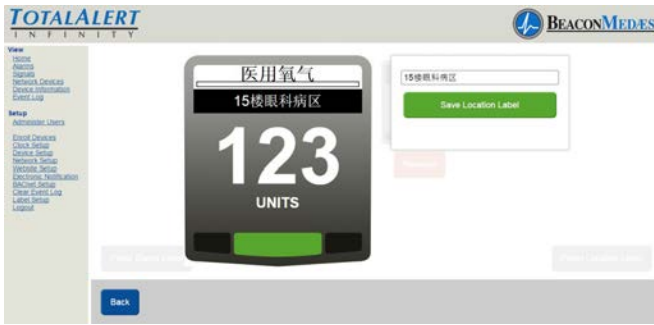 TOTALALERT
INFINITY
BEACONMEDÆS
View
Home
Alarms
Signals
Network Devices
Device Information
Event Log
Setup
Administer Users
Enroll Devices
Clock Setup
Device Setup
Network Setup
Website Setup
Electronic Notification
BACnet Setup
Clear Event Log
Label Setup
Logout
医用氧气
15楼眼科病区
123
UNITS
15楼眼科病区
Save Location Label
Back